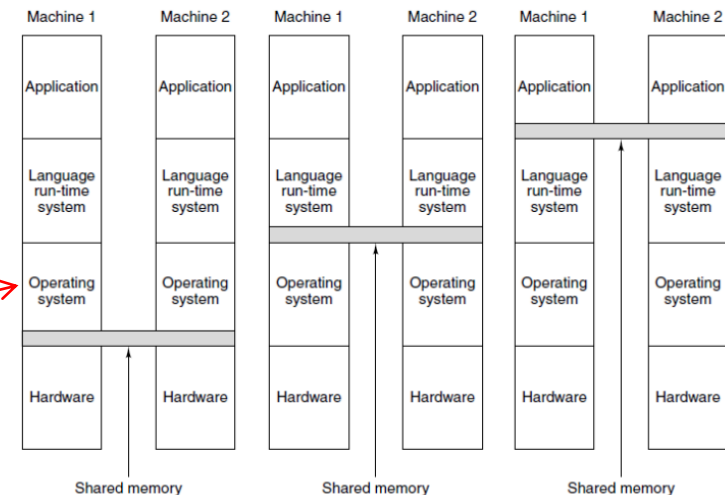 Machine 1 Machine 2 Machine 1 Machine 2 Machine 1 Machine 2
Application Application Application Application Application Application
Language Language Language Language Language Language
run-time run-time run-time run-time run-time run-time
system system system system system system
Operating Operating Operating Operating Operating Operating
system system system system system system
Hardware Hardware Hardware Hardware Hardware Hardware
Shared memory Shared memory Shared memory